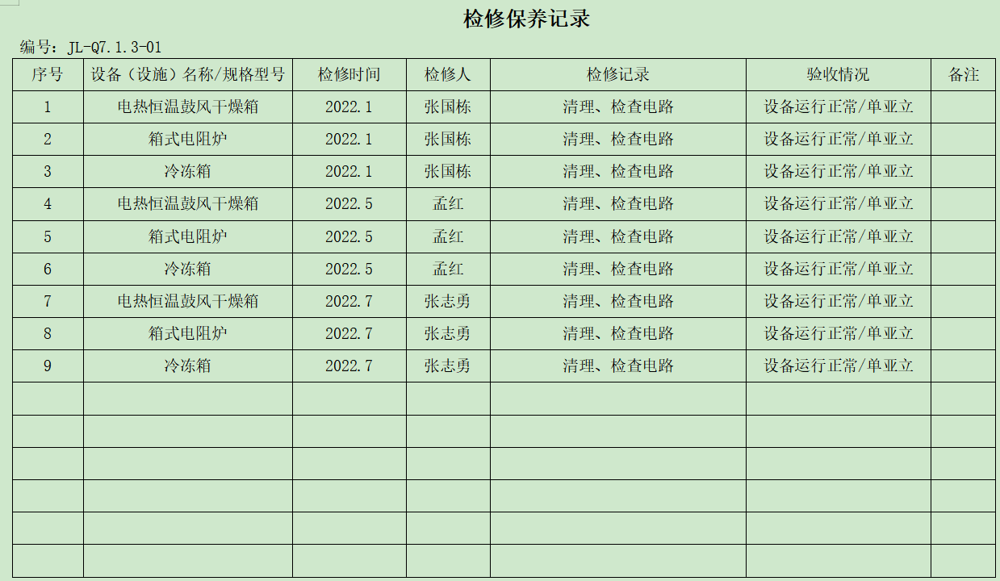 检修保养记录
编号：JL-Q7.1.3-01
序号 设备（设施）名称/规格型号 检修时间 检修人 检修记录 验收情况 备注
1 电热恒温鼓风干燥箱 2022.1 张国栋 清理、检查电路 设备运行正常/单亚立
2 箱式电阻炉 2022.1 张国栋 清理、检查电路 设备运行正常/单亚立
3 冷冻箱 2022.1 张国栋 清理、检查电路 设备运行正常/单亚立
4 电热恒温鼓风干燥箱 2022.5 孟红 清理、检查电路 设备运行正常/单亚立
5 箱式电阻炉 2022.5 孟红 清理、检查电路 设备运行正常/单亚立
6 冷冻箱 2022.5 孟红 清理、检查电路 设备运行正常/单亚立
7 电热恒温鼓风干燥箱 2022.7 张志勇 清理、检查电路 设备运行正常/单亚立
8 箱式电阻炉 2022.7 张志勇 清理、检查电路 设备运行正常/单亚立
9 冷冻箱 2022.7 张志勇 清理、检查电路 设备运行正常/单亚立